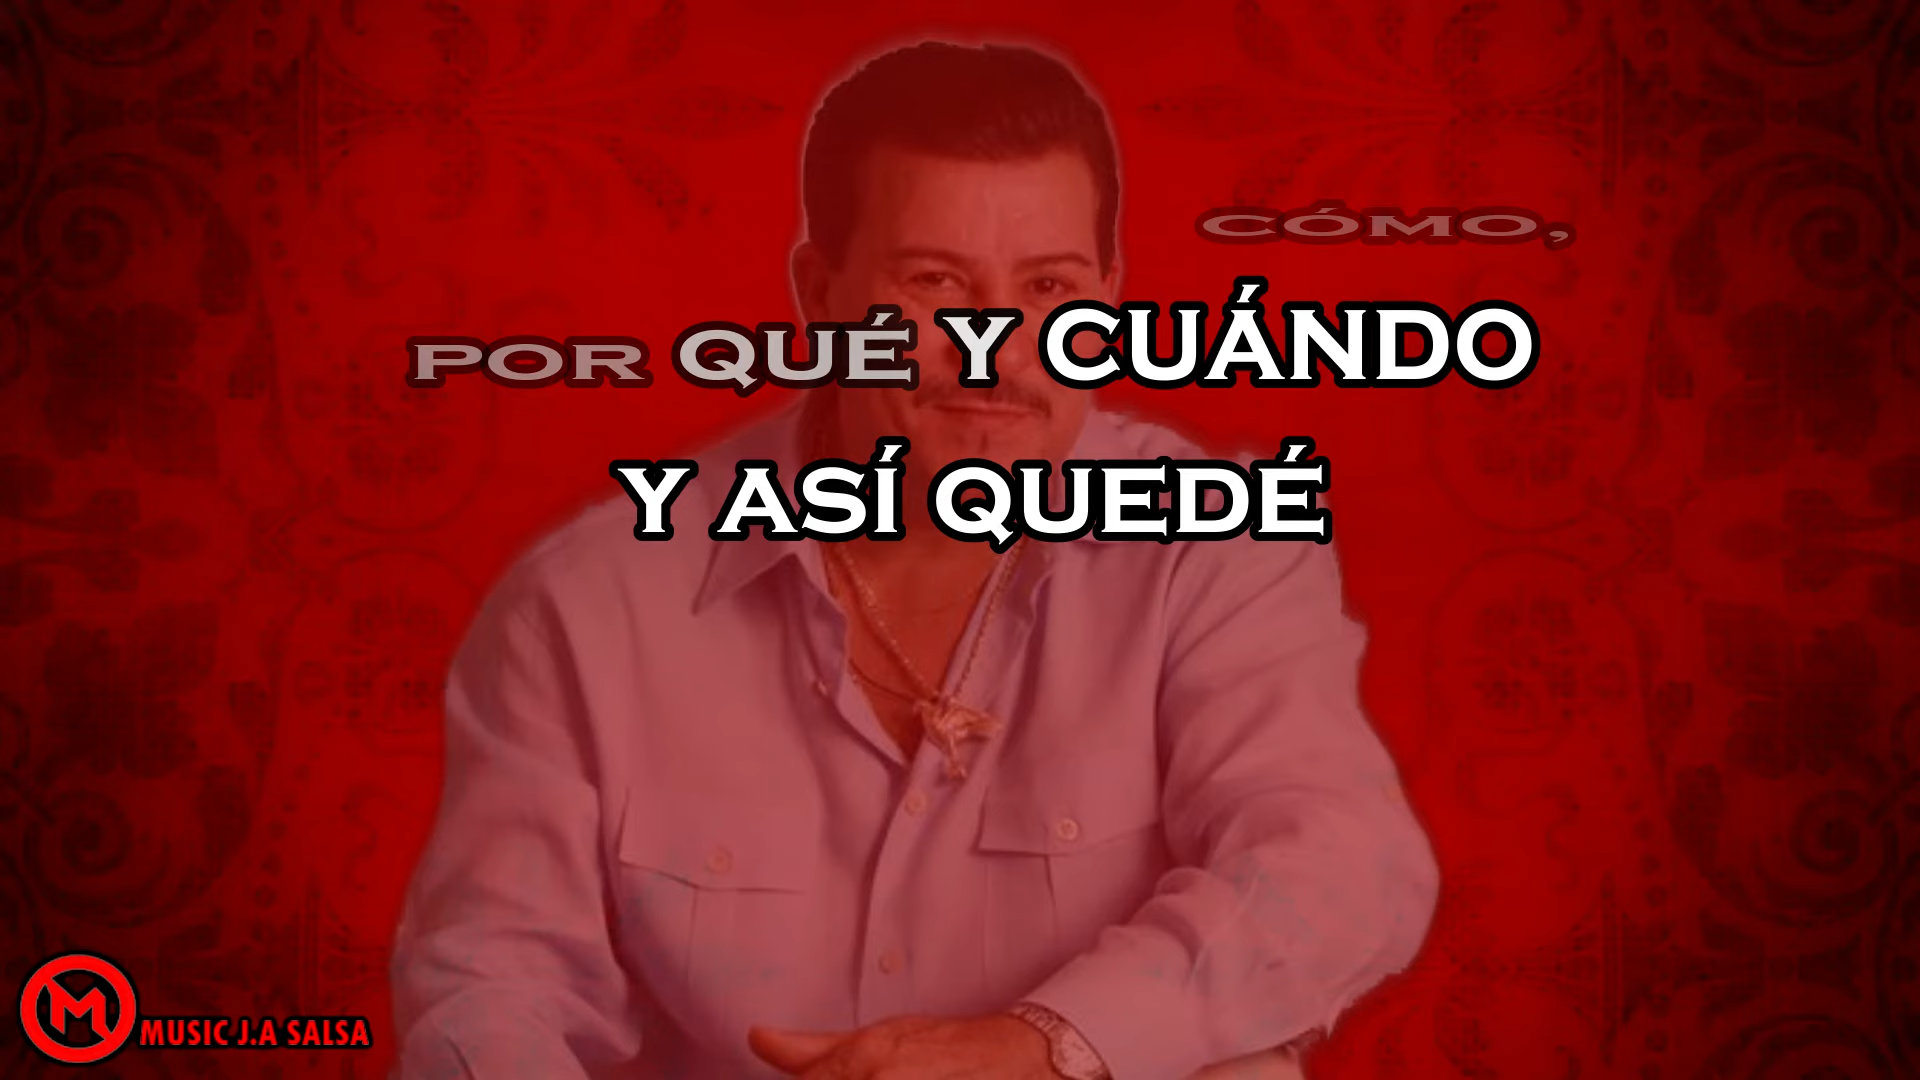 CÓMO,
POR QUÉ Y CUÁNDO
Y ASÍ QUEDÉ
M MUSIC J.A SALSA